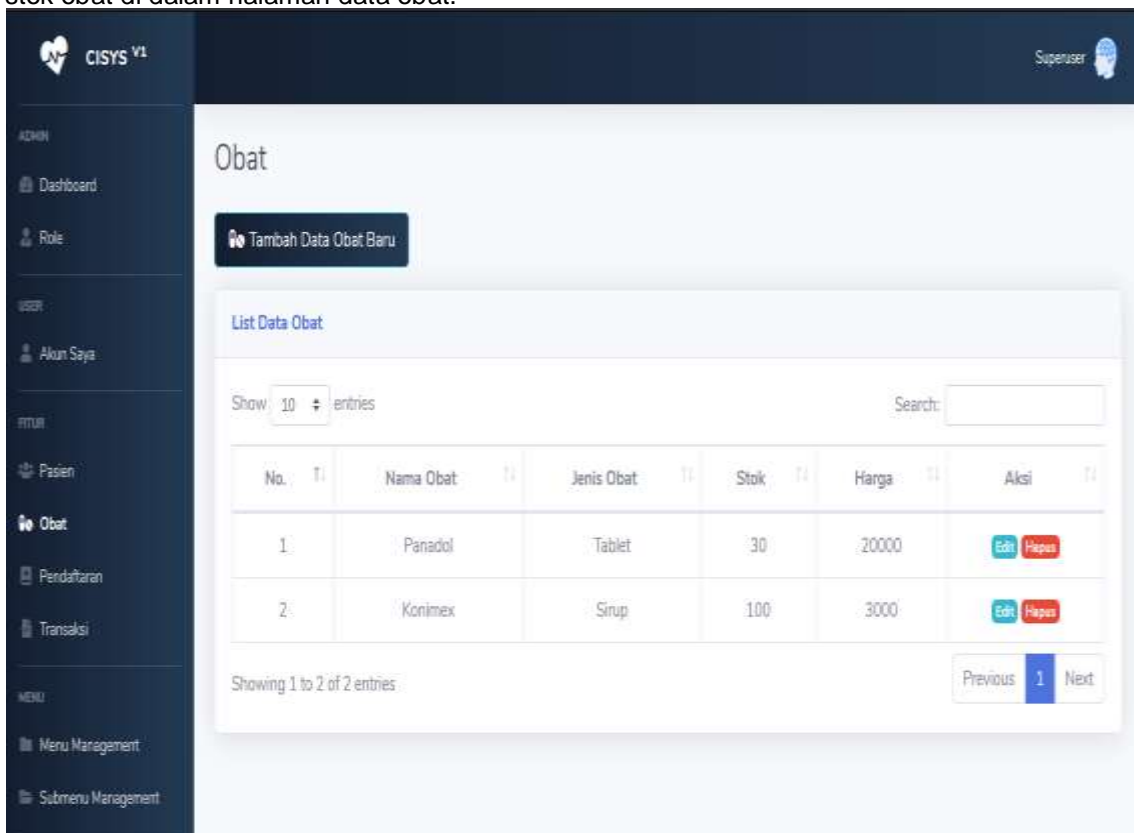 stok obat di dalam halaman data obat.
CISYS V1
Superuser
ADMIN
Dashboard
Role
USER
Akun Saya
FITUR
Pasien
Obat
Pendaftaran
Transaksi
MENU
Menu Management
Submenu Management
Obat
Tambah Data Obat Baru
List Data Obat
Show 10 entries
Search:
No. Nama Obat Jenis Obat Stok Harga Aksi
1 Panadol Tablet 30 20000 Edit Hapus
2 Konimex Sirup 100 3000 Edit Hapus
Showing 1 to 2 of 2 entries
Previous 1 Next